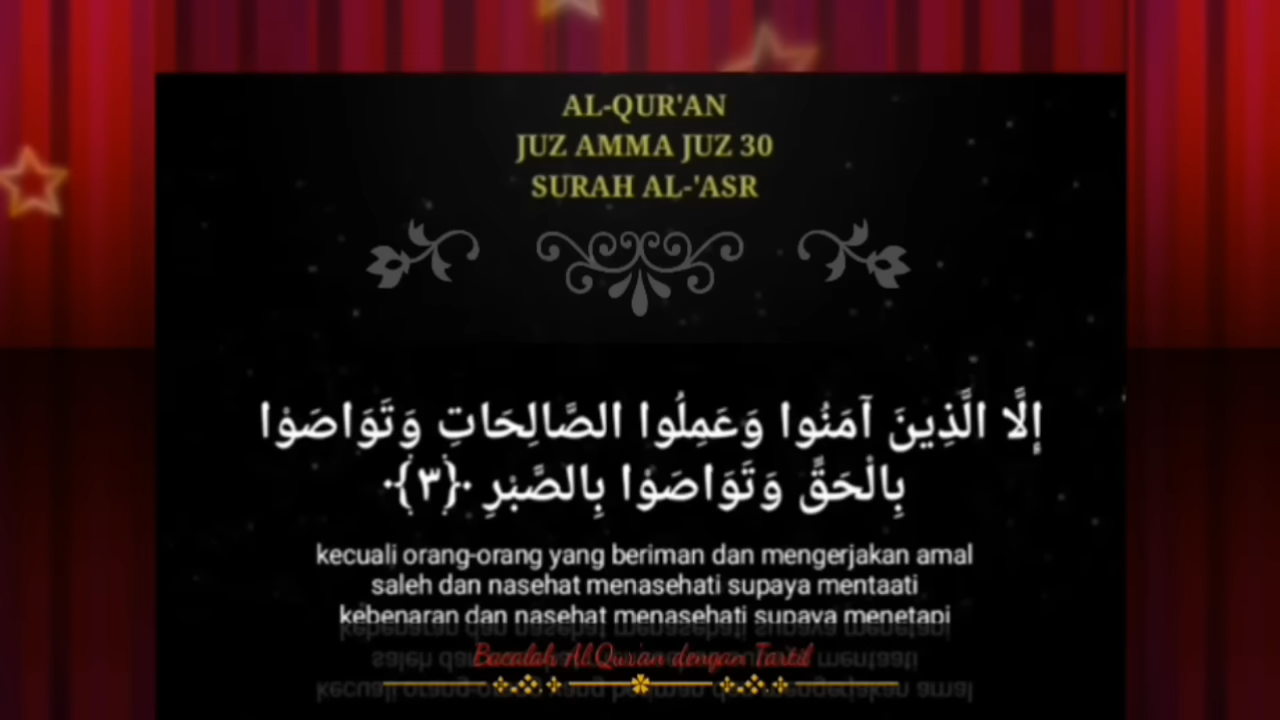 AL-QUR'AN
JUZ AMMA JUZ 30
SURAH AL-'ASR
إِلَّا الَّذِينَ آمَنُوا وَعَمِلُوا الصَّالِحَاتِ وَتَوَاصَوْا
بِالْحَقِّ وَتَوَاصَوْا بِالصَّبْرِ ﴿٣﴾
kecuali orang-orang yang beriman dan mengerjakan amal
saleh dan nasehat menasehati supaya mentaati
kebenaran dan nasehat menasehati supaya menetapi
Bacalah Al Qur'an dengan Tartil